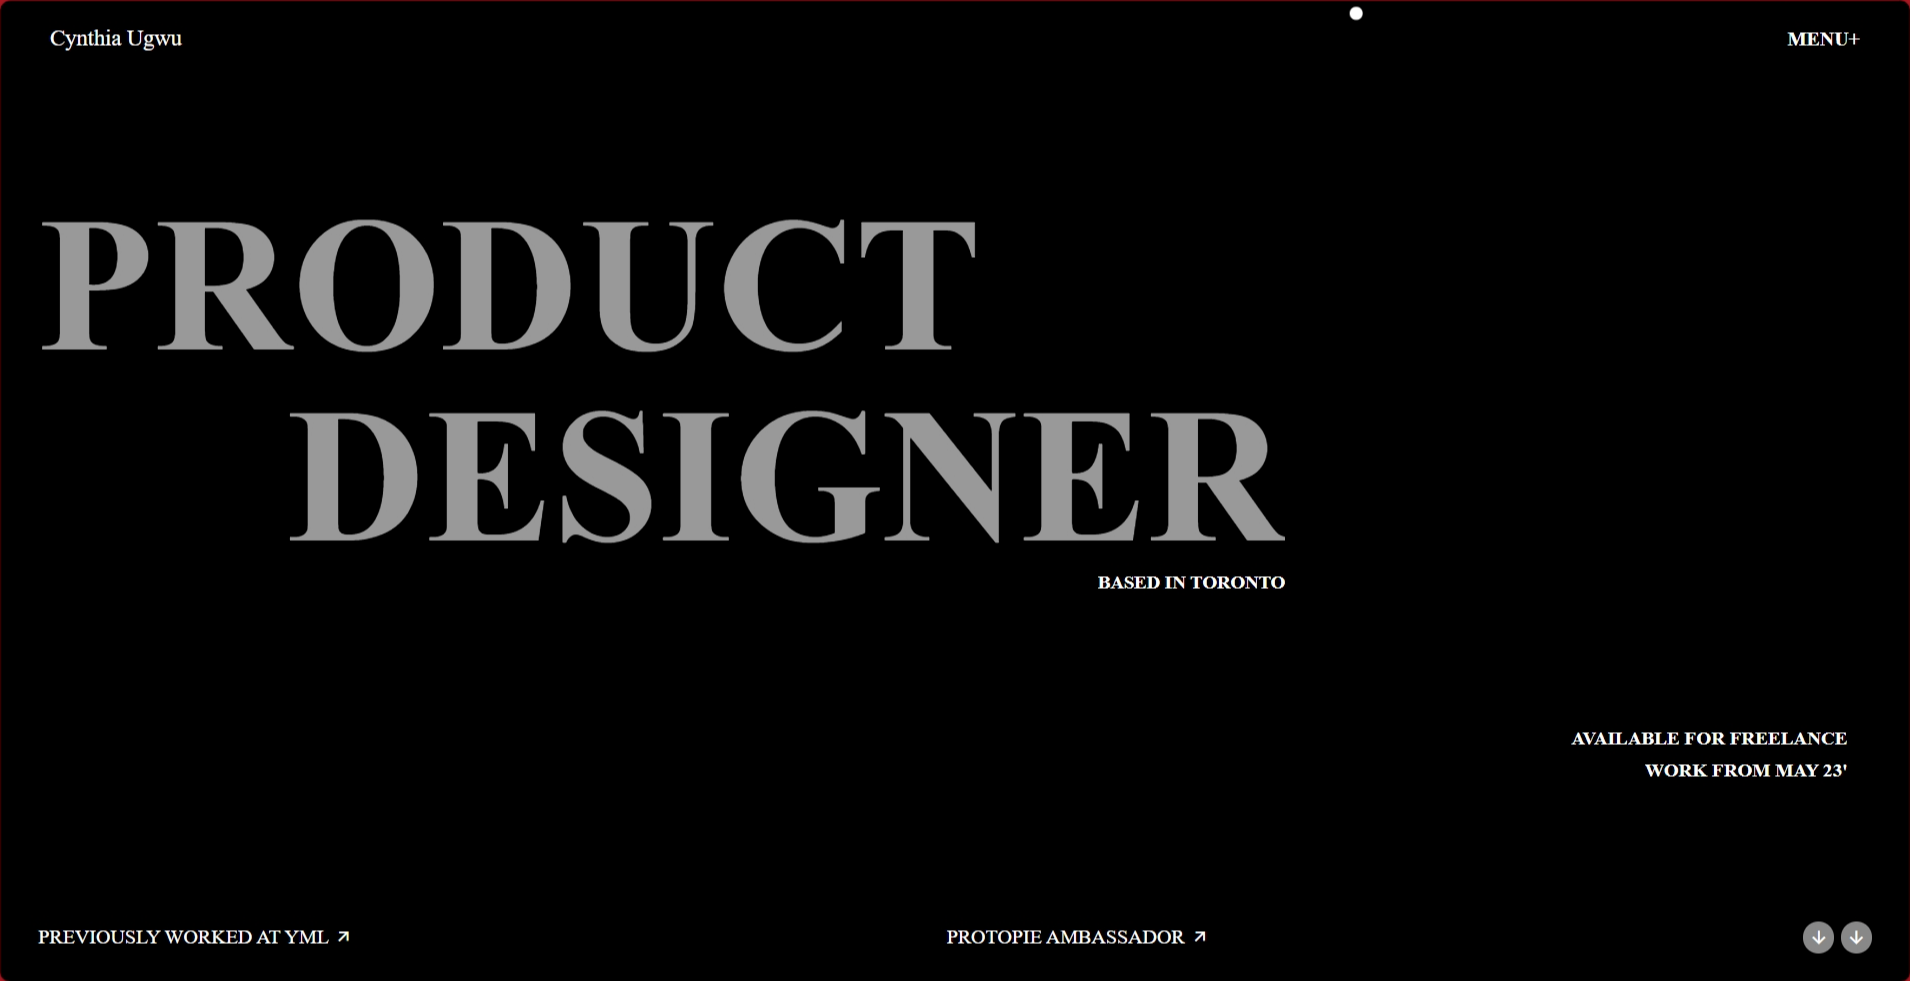 Cynthia Ugwu
MENU+
PRODUCT
DESIGNER
BASED IN TORONTO
AVAILABLE FOR FREELANCE
WORK FROM MAY 23'
PREVIOUSLY WORKED AT YML
PROTOPIE AMBASSADOR